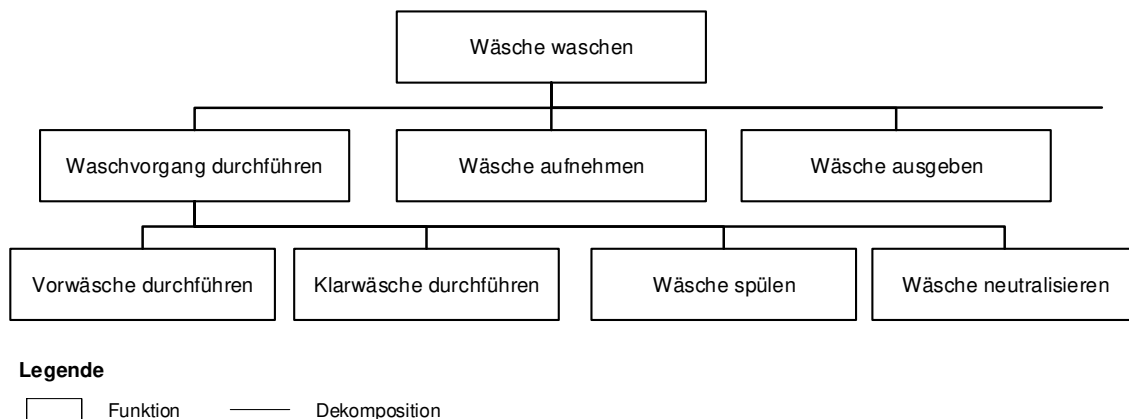 Wäsche waschen
Waschvorgang durchführen
Wäsche aufnehmen
Wäsche ausgeben
Vorwäsche durchführen
Klarwäsche durchführen
Wäsche spülen
Wäsche neutralisieren
Legende
Funktion
Dekomposition